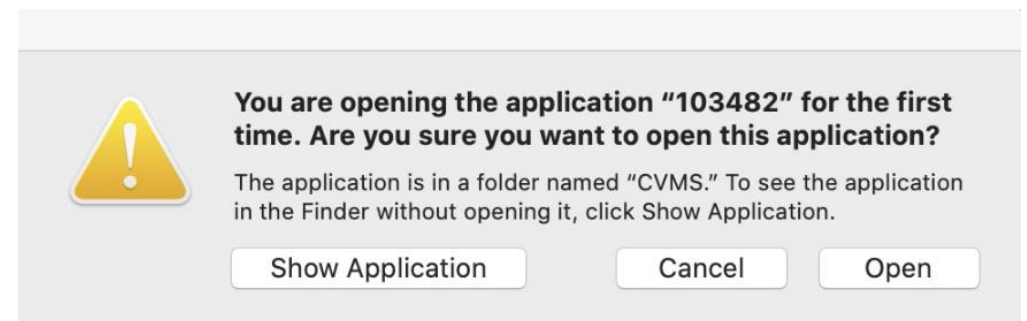 You are opening the application “103482” for the first
time. Are you sure you want to open this application?
The application is in a folder named “CVMS.” To see the application
in the Finder without opening it, click Show Application.
Show Application
Cancel
Open